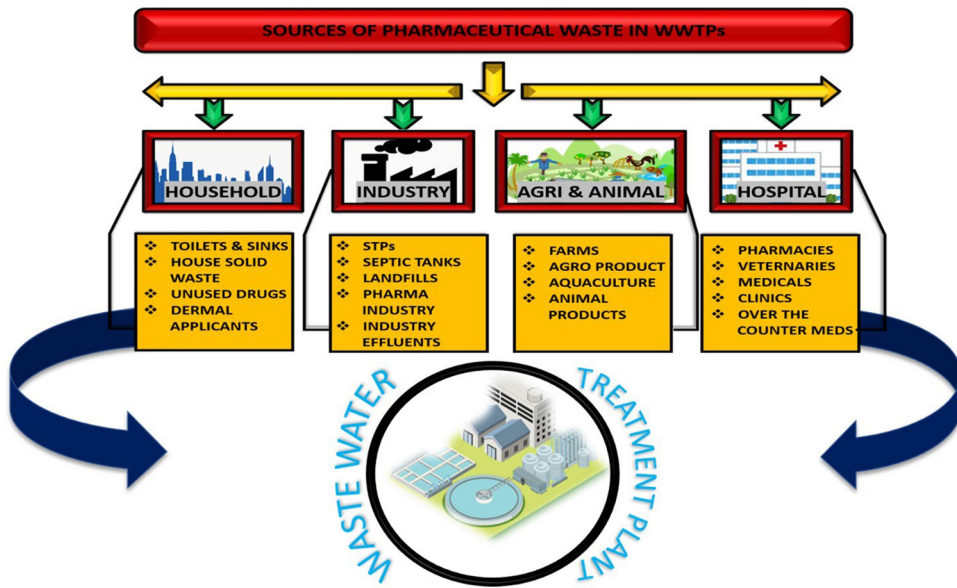 SOURCES OF PHARMACEUTICAL WASTE IN WWTPs
HOUSEHOLD
INDUSTRY
AGRI & ANIMAL
HOSPITAL
TOILETS & SINKS
HOUSE SOLID
WASTE
UNUSED DRUGS
DERMAL
APPLICANTS
STPs
SEPTIC TANKS
LANDFILLS
PHARMA
INDUSTRY
INDUSTRY
EFFLUENTS
FARMS
AGRO PRODUCT
AQUACULTURE
ANIMAL
PRODUCTS
PHARMACIES
VETERNARIES
MEDICALS
CLINICS
OVER THE
COUNTER MEDS
WASTE WATER
TREATMENT PLANT